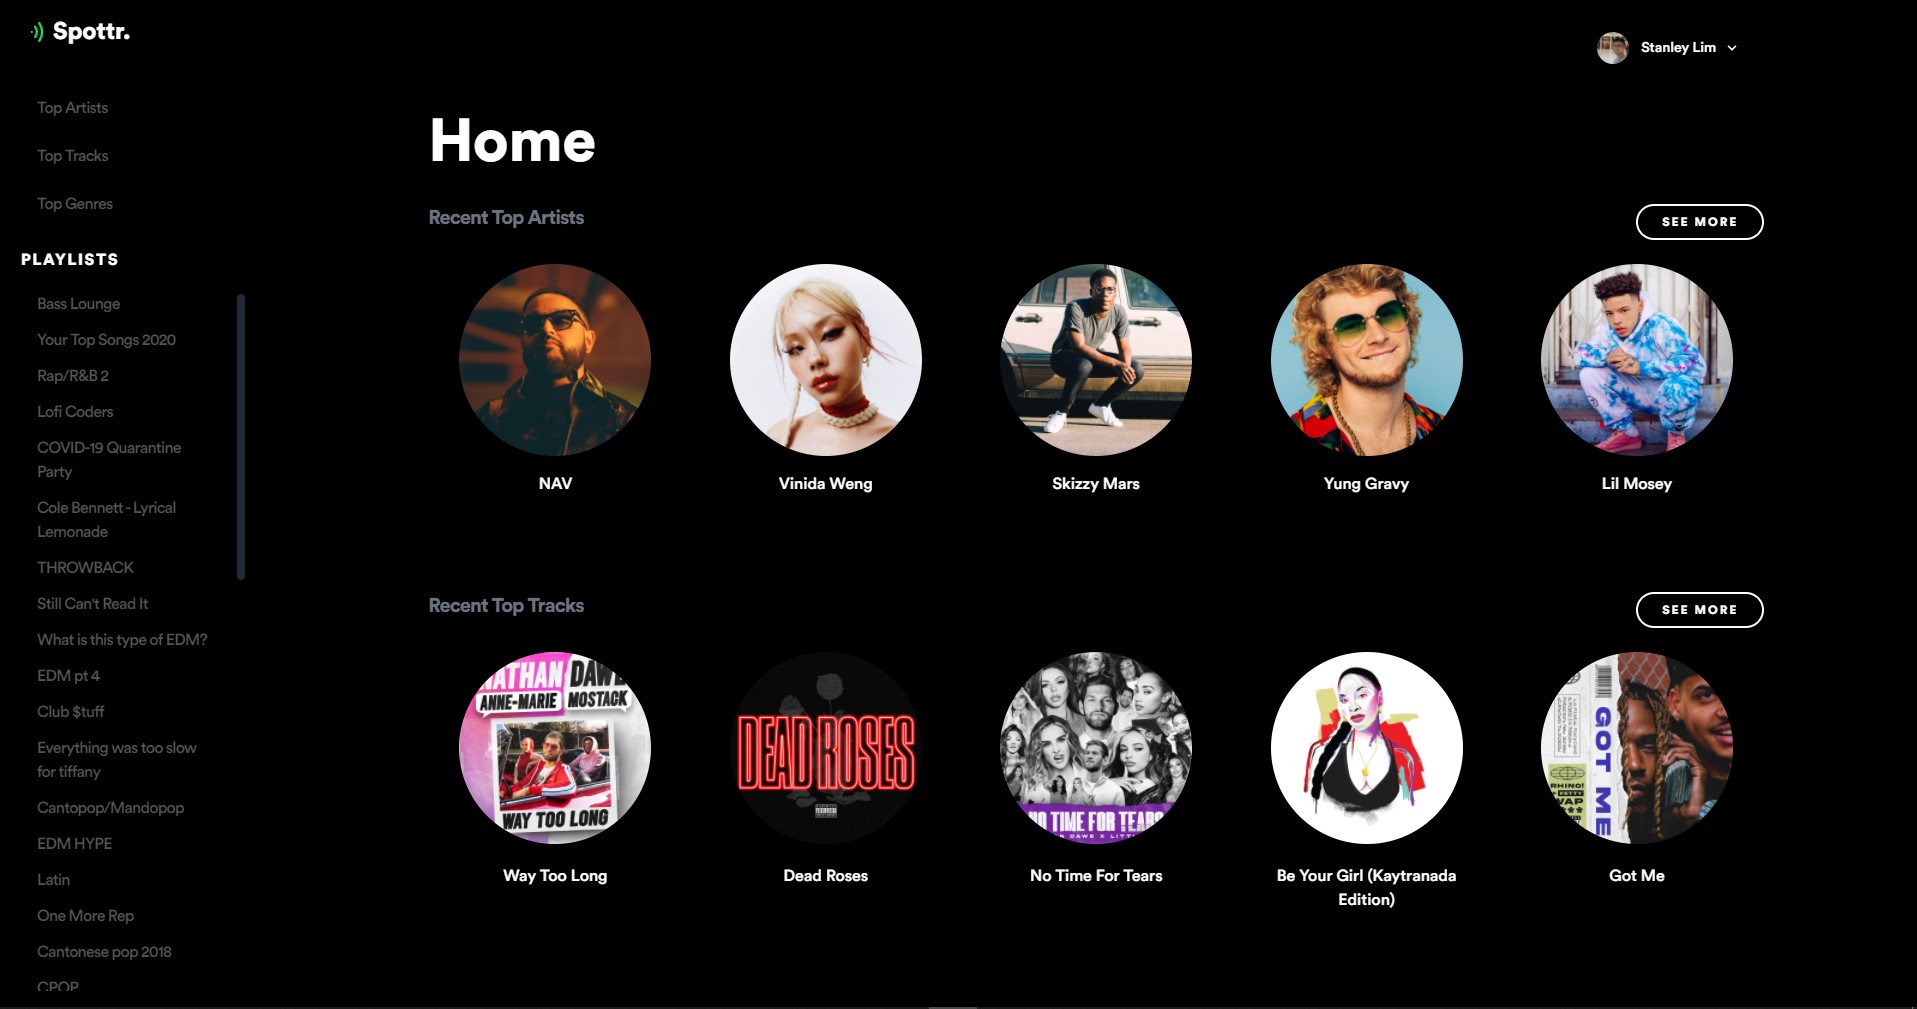 Spottr.
Stanley Lim
Top Artists
Top Tracks
Top Genres
PLAYLISTS
Bass Lounge
Your Top Songs 2020
Rap/R&B 2
Lofi Coders
COVID-19 Quarantine
Party
Cole Bennett - Lyrical
Lemonade
THROWBACK
Still Can't Read It
What is this type of EDM?
EDM pt 4
Club $tuff
Everything was too slow
for tiffany
Cantopop/Mandopop
EDM HYPE
Latin
One More Rep
Cantonese pop 2018
CPOP
Home
Recent Top Artists
SEE MORE
NAV
Vinida Weng
Skizzy Mars
Yung Gravy
Lil Mosey
Recent Top Tracks
SEE MORE
ANNE-MARIE
MOSTACK
WAY TOO LONG
DEAD ROSES
NO TIME FOR TEARS
GOT ME
Way Too Long
Dead Roses
No Time For Tears
Be Your Girl (Kaytranada
Edition)
Got Me